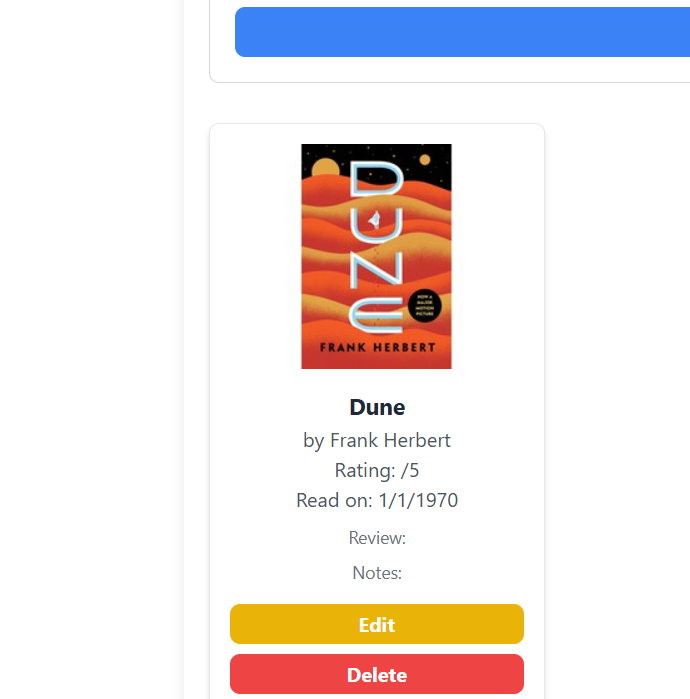 DUNE
NOW A
MAJOR
MOTION
PICTURE
FRANK HERBERT
Dune
by Frank Herbert
Rating: /5
Read on: 1/1/1970
Review:
Notes:
Edit
Delete